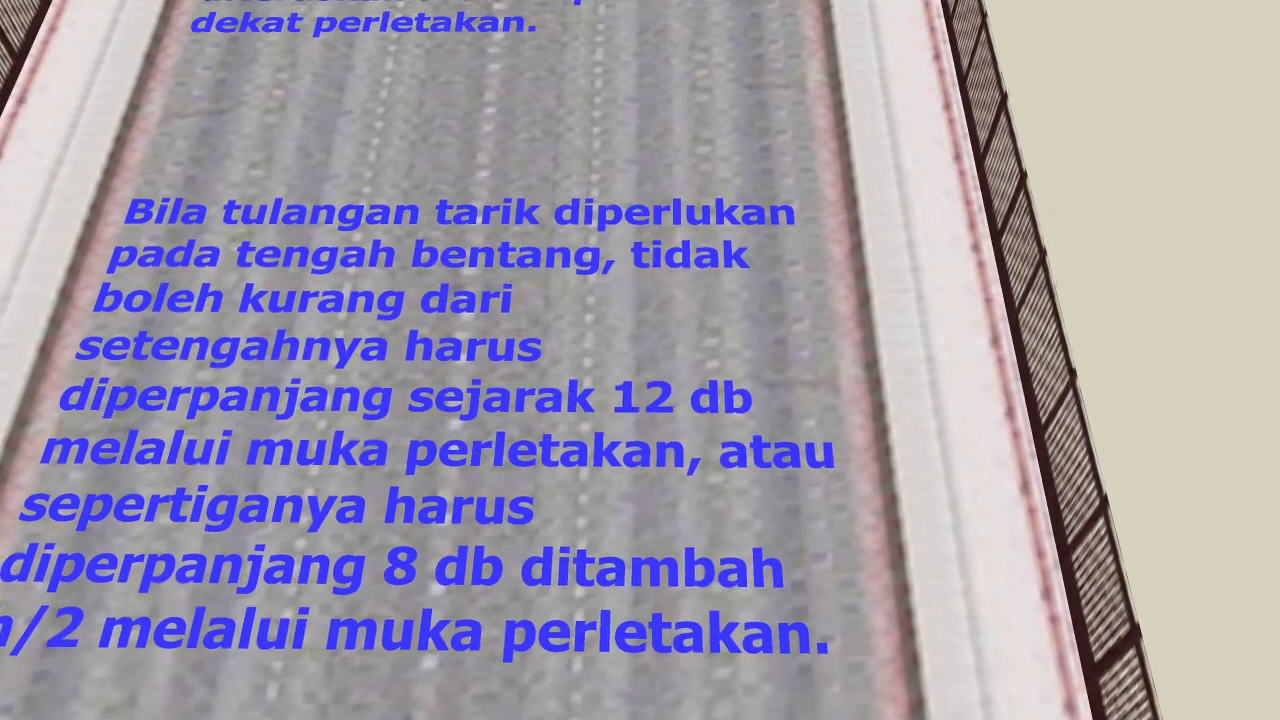 dekat perletakan.
Bila tulangan tarik diperlukan
pada tengah bentang, tidak
boleh kurang dari
setengahnya harus
diperpanjang sejarak 12 db
melalui muka perletakan, atau
sepertiganya harus
diperpanjang 8 db ditambah
h/2 melalui muka perletakan.